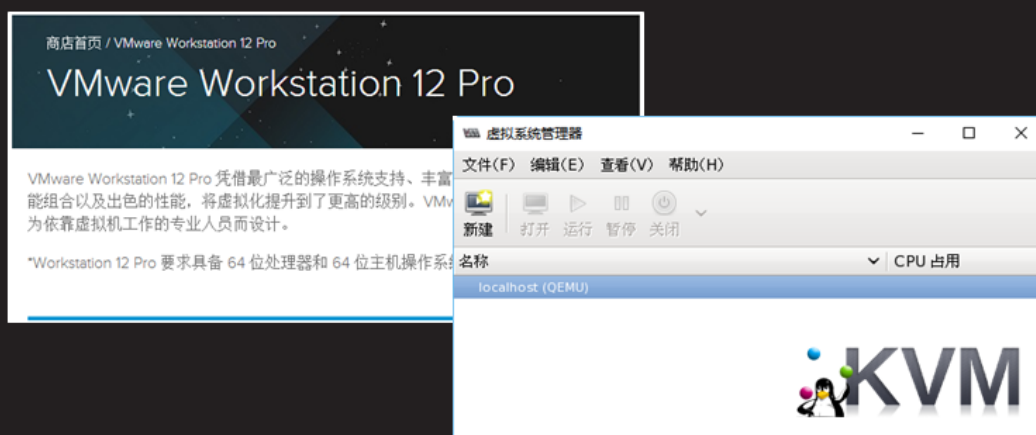 商店首页 / VMware Workstation 12 Pro
VMware Workstation 12 Pro
VMware Workstation 12 Pro 凭借最广泛的操作系统支持、丰富
能组合以及出色的性能，将虚拟化提升到了更高的级别。VMw
为依靠虚拟机工作的专业人员而设计。
*Workstation 12 Pro 要求具备 64 位处理器和 64 位主机操作系
虚拟系统管理器
文件(F) 编辑(E) 查看(V) 帮助(H)
新建 打开 运行 暂停 关闭
名称 CPU 占用
localhost (QEMU)
KVM